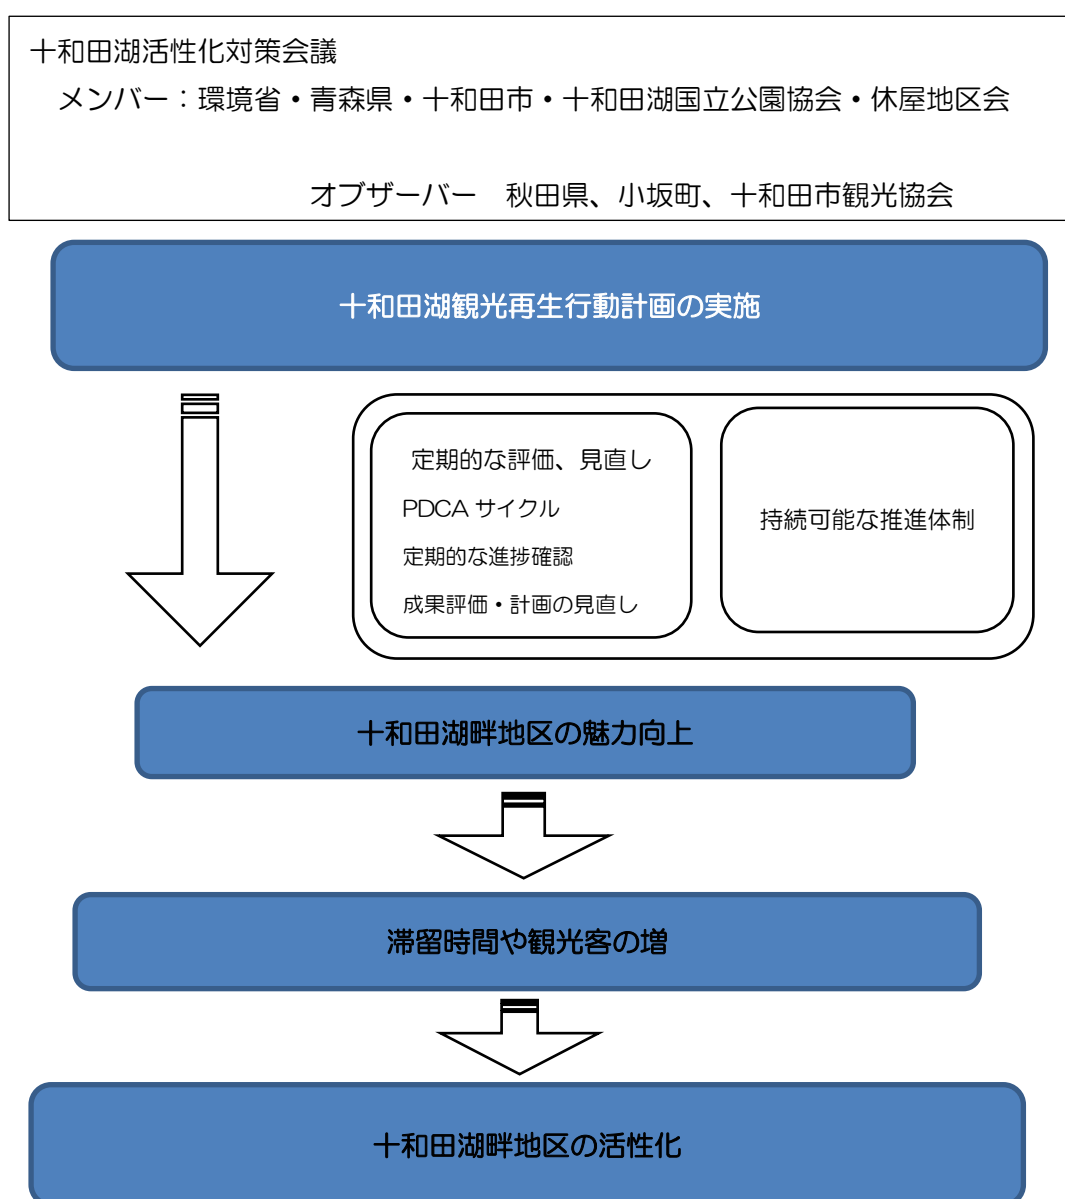 十和田湖活性化対策会議
メンバー：環境省・青森県・十和田市・十和田湖国立公園協会・休屋地区会
オブザーバー　秋田県、小坂町、十和田市観光協会
十和田湖観光再生行動計画の実施
定期的な評価、見直し
PDCA サイクル
定期的な進捗確認
成果評価・計画の見直し
持続可能な推進体制
十和田湖畔地区の魅力向上
滞留時間や観光客の増
十和田湖畔地区の活性化